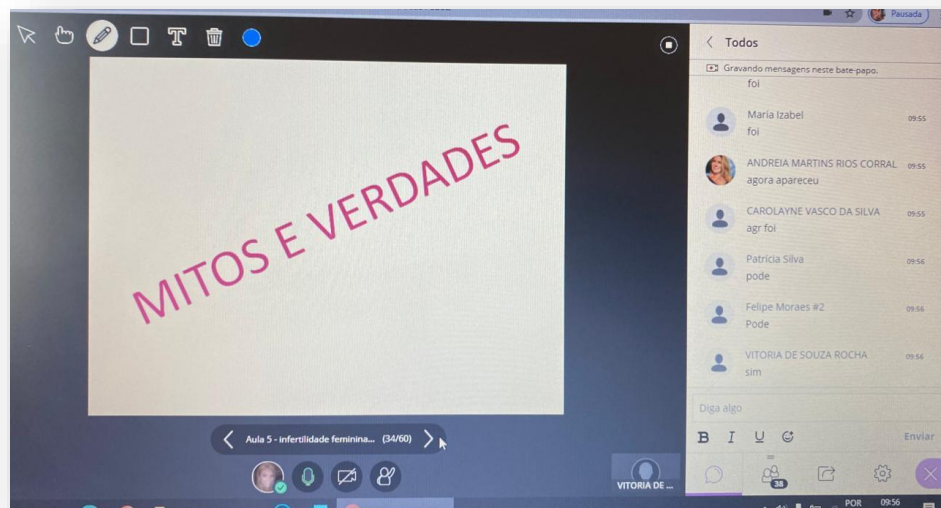 Pausada
T
Todos
Gravando mensagens neste bate-papo.
foi
Maria Izabel 09:55
foi
ANDREIA MARTINS RIOS CORRAL 09:55
agora apareceu
CAROLAYNE VASCO DA SILVA 09:55
agr foi
Patrícia Silva 09:56
pode
Felipe Moraes #2 09:56
Pode
VITORIA DE SOUZA ROCHA 09:56
sim
Diga algo
B I U
Enviar
38
MITOS E VERDADES
Aula 5 - infertilidade feminina... (34/60)
VITORIA DE ...
POR 09:56